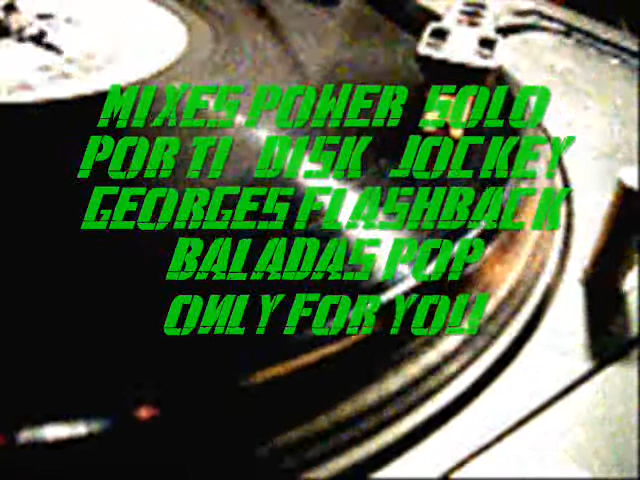 MIXES POWER SOLO
POR TI DISK JOCKEY
GEORGES FLASHBACK
BALADAS POP
ONLY FOR YOU